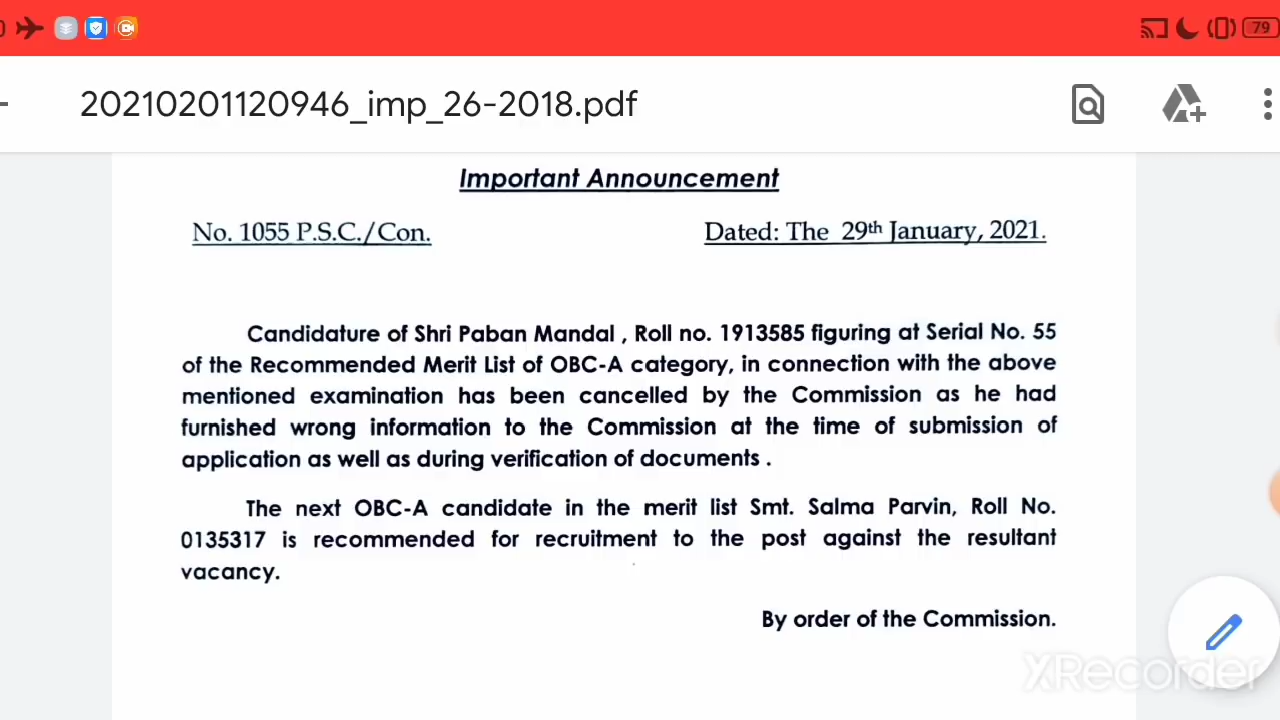 79
20210201120946_imp_26-2018.pdf
Important Announcement
No. 1055 P.S.C./Con. Dated: The 29th January, 2021.
Candidature of Shri Paban Mandal , Roll no. 1913585 figuring at Serial No. 55
of the Recommended Merit List of OBC-A category, in connection with the above
mentioned examination has been cancelled by the Commission as he had
furnished wrong information to the Commission at the time of submission of
application as well as during verification of documents .
The next OBC-A candidate in the merit list Smt. Salma Parvin, Roll No.
0135317 is recommended for recruitment to the post against the resultant
vacancy.
By order of the Commission.
XRecorder